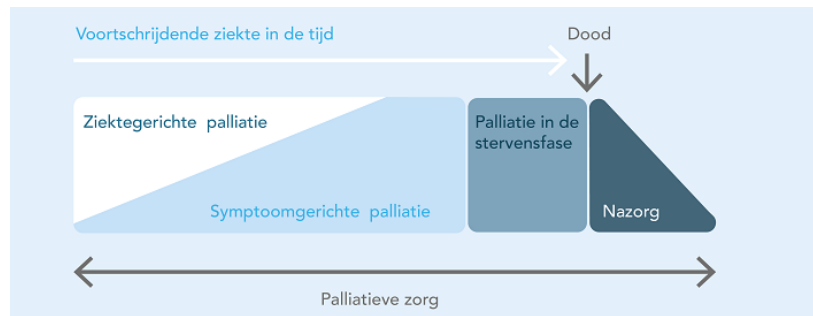 Voortschrijdende ziekte in de tijd
Dood
Ziektegerichte palliatie
Palliatie in de
stervensfase
Symptoomgerichte palliatie
Nazorg
Palliatieve zorg